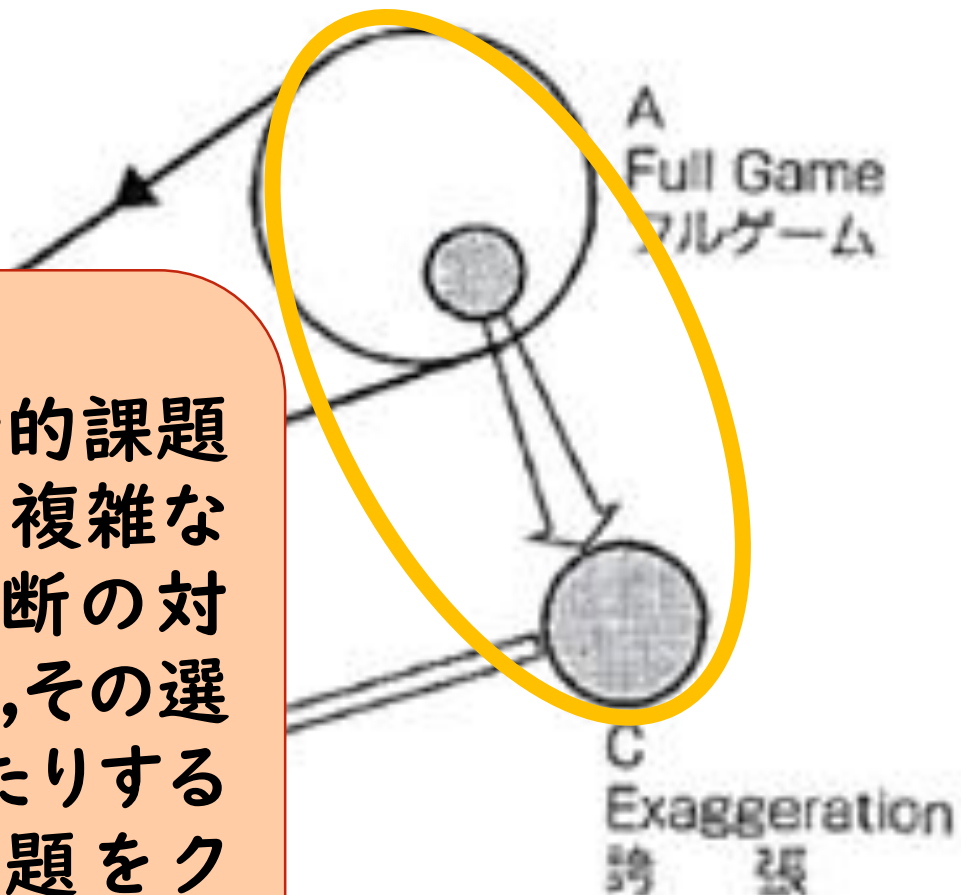 A
Full Game
フルゲーム
的課題
複雑な
断の対
,その選
たりする
題をク
C
Exaggeration
誇 張